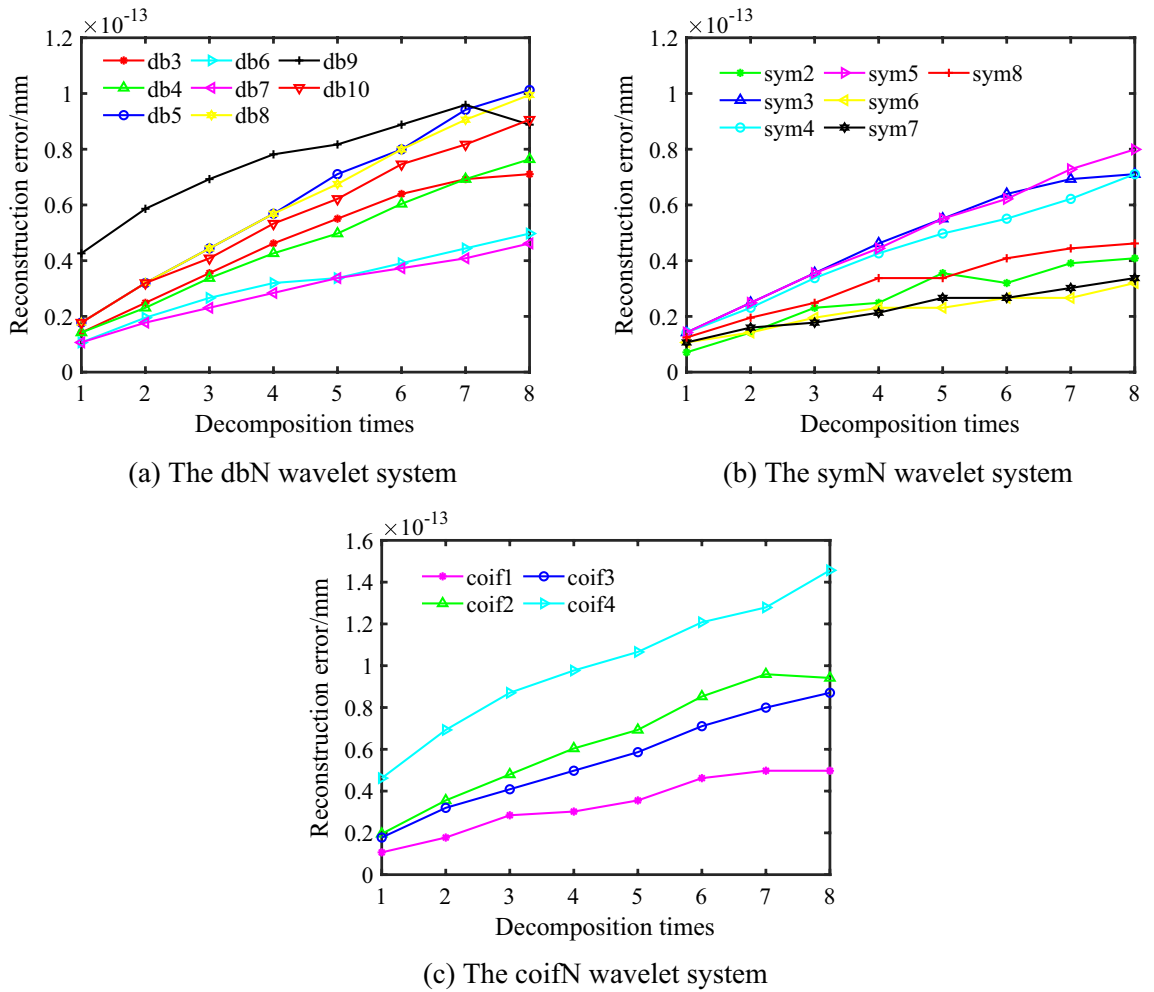 ×10^-13
Reconstruction error/mm
1.2
1
0.8
0.6
0.4
0.2
0
db3 db6 db9
db4 db7 db10
db5 db8
1 2 3 4 5 6 7 8
Decomposition times
(a) The dbN wavelet system
×10^-13
Reconstruction error/mm
1.2
1
0.8
0.6
0.4
0.2
0
sym2 sym5 sym8
sym3 sym6
sym4 sym7
1 2 3 4 5 6 7 8
Decomposition times
(b) The symN wavelet system
×10^-13
Reconstruction error/mm
1.6
1.4
1.2
1
0.8
0.6
0.4
0.2
0
coif1 coif3
coif2 coif4
1 2 3 4 5 6 7 8
Decomposition times
(c) The coifN wavelet system